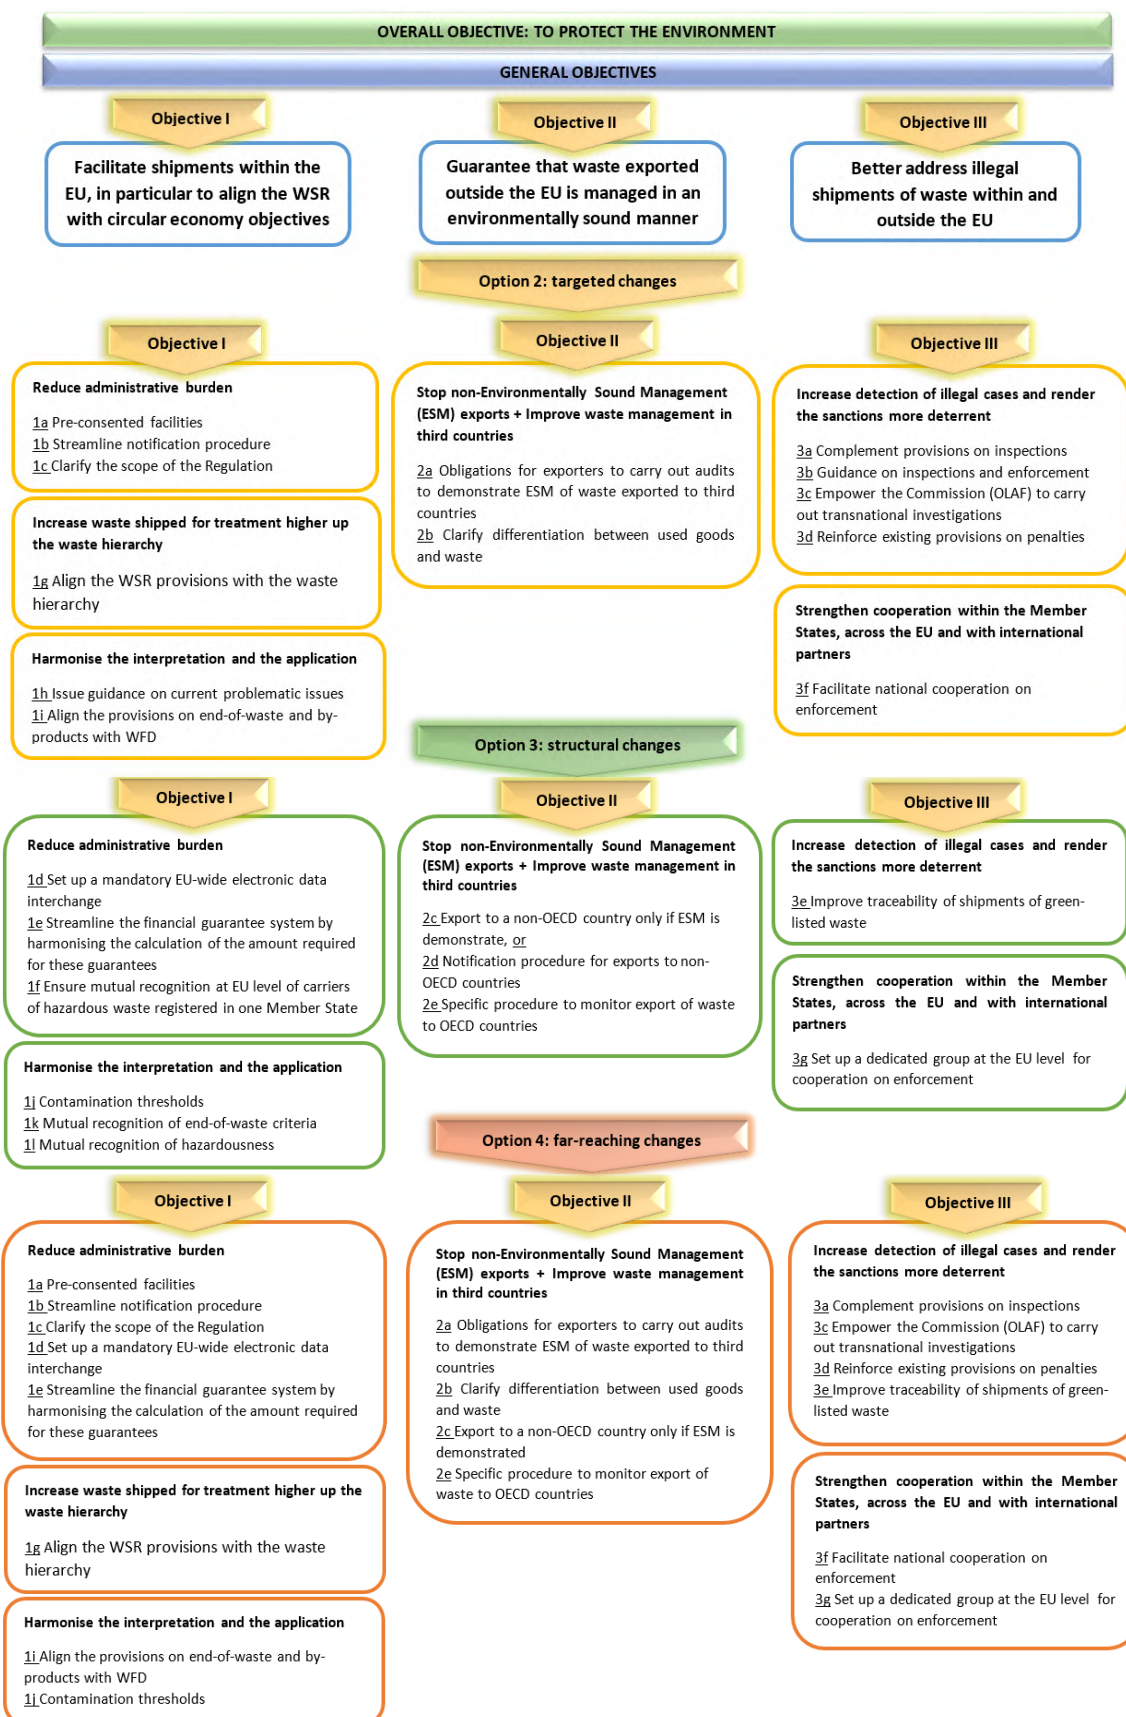 OVERALL OBJECTIVE: TO PROTECT THE ENVIRONMENT
GENERAL OBJECTIVES
Objective I
Facilitate shipments within the
EU, in particular to align the WSR
with circular economy objectives
Objective II
Guarantee that waste exported
outside the EU is managed in an
environmentally sound manner
Objective III
Better address illegal
shipments of waste within and
outside the EU
Option 2: targeted changes
Objective I
Reduce administrative burden
1a Pre-consented facilities
1b Streamline notification procedure
1c Clarify the scope of the Regulation
Increase waste shipped for treatment higher up
the waste hierarchy
1g Align the WSR provisions with the waste
hierarchy
Harmonise the interpretation and the application
1h Issue guidance on current problematic issues
1i Align the provisions on end-of-waste and by-
products with WFD
Objective II
Stop non-Environmentally Sound Management
(ESM) exports + Improve waste management in
third countries
2a Obligations for exporters to carry out audits
to demonstrate ESM of waste exported to third
countries
2b Clarify differentiation between used goods
and waste
Objective III
Increase detection of illegal cases and render
the sanctions more deterrent
3a Complement provisions on inspections
3b Guidance on inspections and enforcement
3c Empower the Commission (OLAF) to carry
out transnational investigations
3d Reinforce existing provisions on penalties
Strengthen cooperation within the Member
States, across the EU and with international
partners
3f Facilitate national cooperation on
enforcement
Option 3: structural changes
Objective I
Reduce administrative burden
1d Set up a mandatory EU-wide electronic data
interchange
1e Streamline the financial guarantee system by
harmonising the calculation of the amount required
for these guarantees
1f Ensure mutual recognition at EU level of carriers
of hazardous waste registered in one Member State
Harmonise the interpretation and the application
1j Contamination thresholds
1k Mutual recognition of end-of-waste criteria
1l Mutual recognition of hazardousness
Objective II
Stop non-Environmentally Sound Management
(ESM) exports + Improve waste management in
third countries
2c Export to a non-OECD country only if ESM is
demonstrate, or
2d Notification procedure for exports to non-
OECD countries
2e Specific procedure to monitor export of waste
to OECD countries
Objective III
Increase detection of illegal cases and render
the sanctions more deterrent
3e Improve traceability of shipments of green-
listed waste
Strengthen cooperation within the Member
States, across the EU and with international
partners
3g Set up a dedicated group at the EU level for
cooperation on enforcement
Option 4: far-reaching changes
Objective I
Reduce administrative burden
1a Pre-consented facilities
1b Streamline notification procedure
1c Clarify the scope of the Regulation
1d Set up a mandatory EU-wide electronic data
interchange
1e Streamline the financial guarantee system by
harmonising the calculation of the amount required
for these guarantees
Increase waste shipped for treatment higher up the
waste hierarchy
1g Align the WSR provisions with the waste
hierarchy
Harmonise the interpretation and the application
1i Align the provisions on end-of-waste and by-
products with WFD
1j Contamination thresholds
Objective II
Stop non-Environmentally Sound Management
(ESM) exports + Improve waste management
in third countries
2a Obligations for exporters to carry out audits
to demonstrate ESM of waste exported to third
countries
2b Clarify differentiation between used goods
and waste
2c Export to a non-OECD country only if ESM is
demonstrated
2e Specific procedure to monitor export of
waste to OECD countries
Objective III
Increase detection of illegal cases and render
the sanctions more deterrent
3a Complement provisions on inspections
3c Empower the Commission (OLAF) to carry
out transnational investigations
3d Reinforce existing provisions on penalties
3e Improve traceability of shipments of green-
listed waste
Strengthen cooperation within the Member
States, across the EU and with international
partners
3f Facilitate national cooperation on
enforcement
3g Set up a dedicated group at the EU level for
cooperation on enforcement